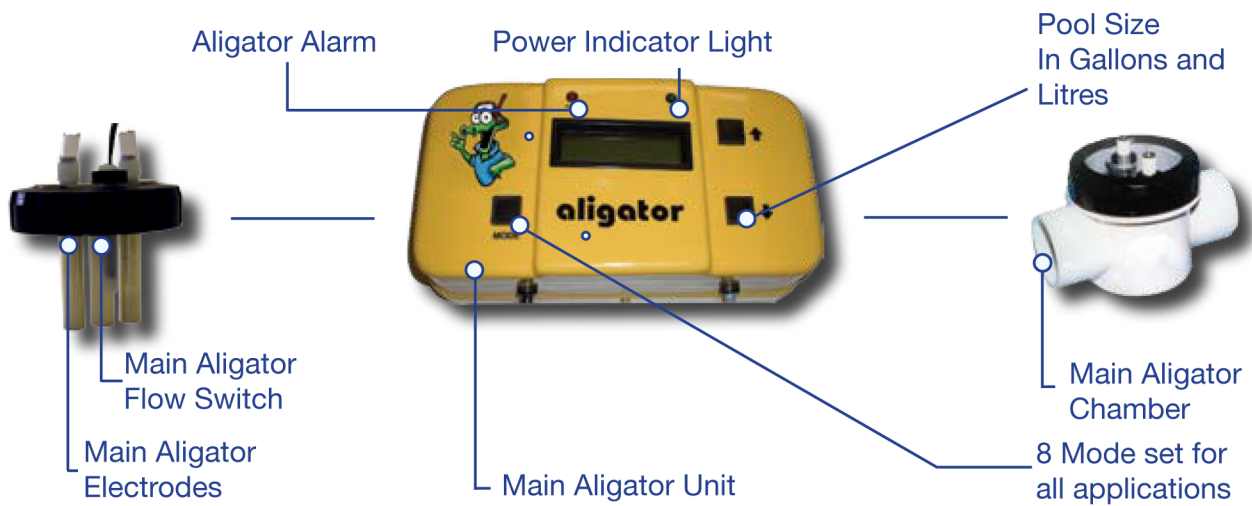 Aligator Alarm
Power Indicator Light
Pool Size
In Gallons and
Litres
aligator
MODE
Main Aligator
Flow Switch
Main Aligator
Electrodes
Main Aligator Unit
Main Aligator
Chamber
8 Mode set for
all applications